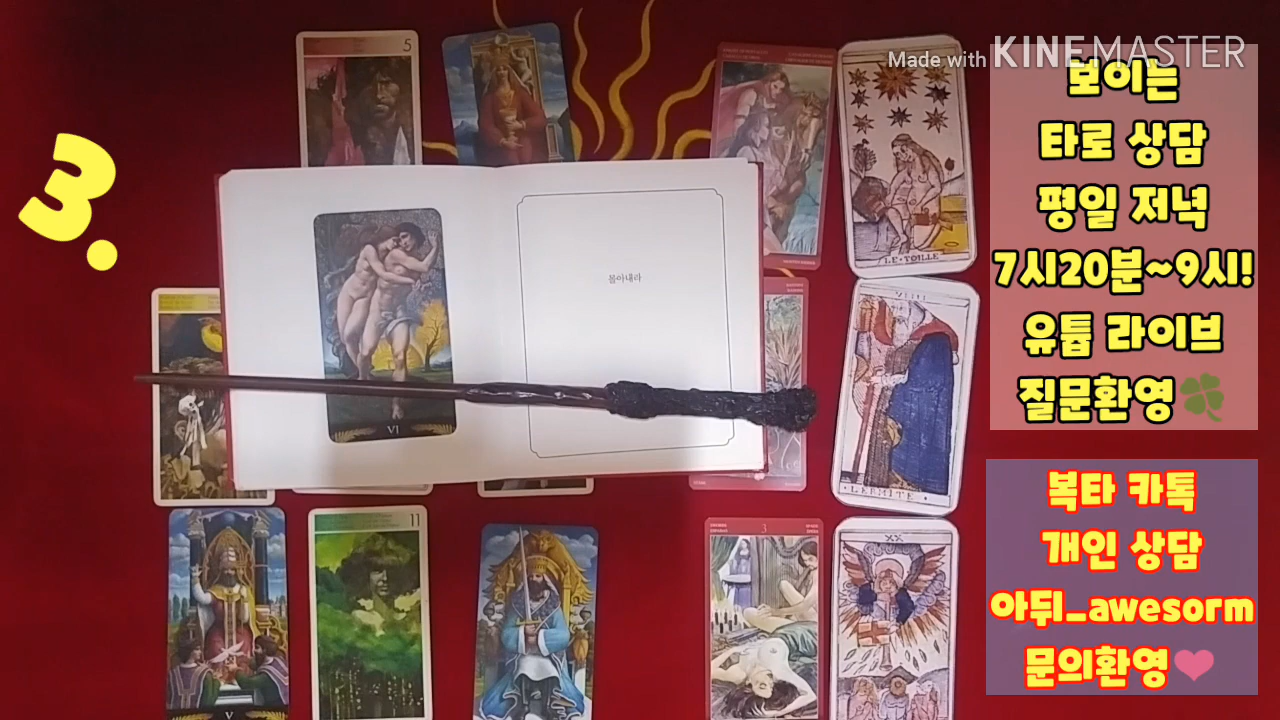 Made with KINEMASTER
보이는
타로 상담
평일 저녁
7시20분~9시!
유튭 라이브
질문환영🍀
복타 카톡
개인 상담
아뒤_awesorm
문의환영❤
3.
5
몰아내라
VI
LE•TOILLE
VIIII
L'ERMITE
11
3
XX
V